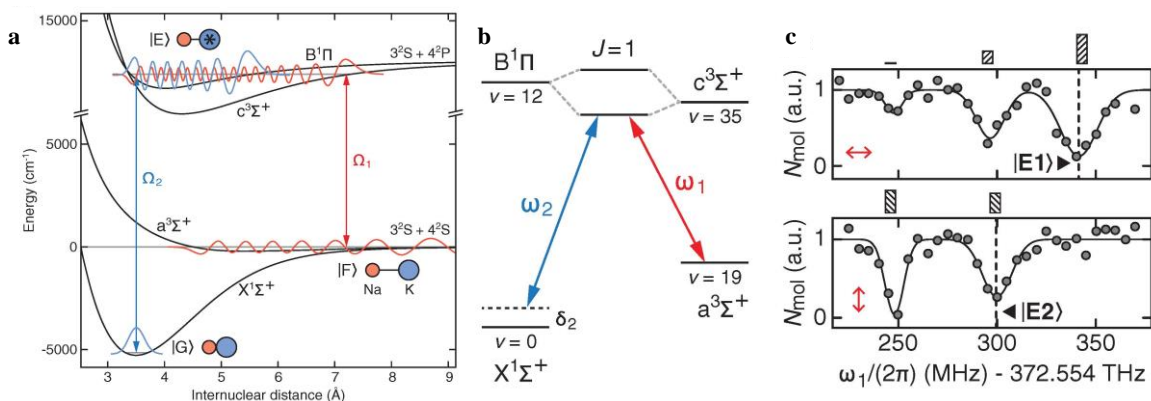 a
15000
5000
0
-5000
Energy (cm⁻¹)
3
4
5
6
7
8
9
Internuclear distance (Å)
|E⟩
*
B¹Π
3²S + 4²P
c³Σ⁺
Ω₂
Ω₁
a³Σ⁺
3²S + 4²S
|F⟩
Na
K
X¹Σ⁺
|G⟩
b
B¹Π
J = 1
c³Σ⁺
v = 12
v = 35
ω₂
ω₁
v = 19
a³Σ⁺
δ₂
v = 0
X¹Σ⁺
c
1
0
N_mol (a.u.)
|E1⟩
1
0
N_mol (a.u.)
|E2⟩
250
300
350
ω₁/(2π) (MHz) - 372.554 THz